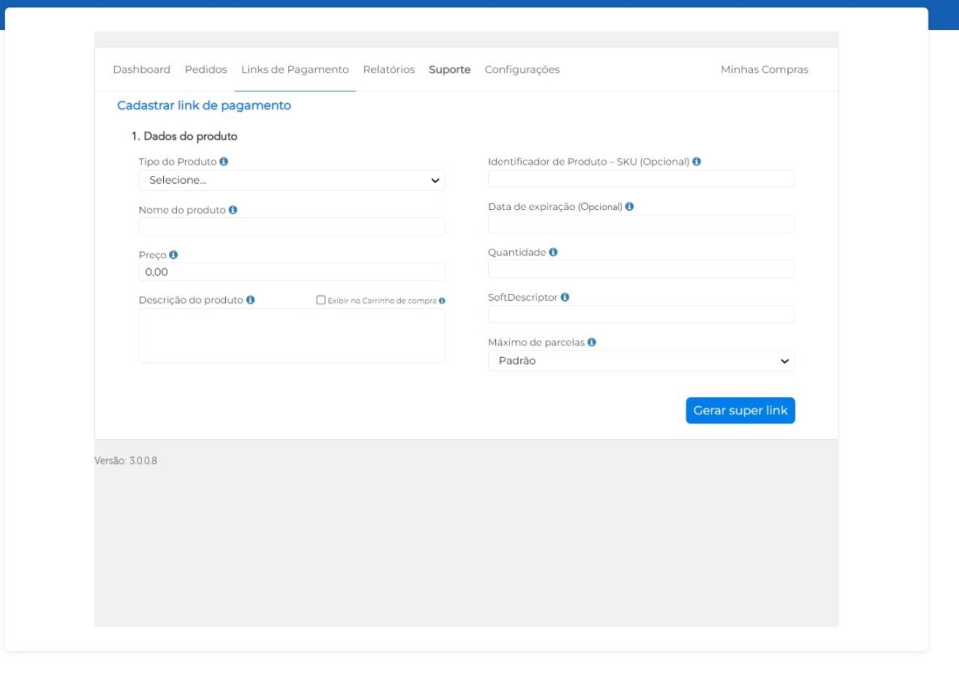 Dashboard Pedidos Links de Pagamento Relatórios Suporte Configurações Minhas Compras
Cadastrar link de pagamento
1. Dados do produto
Tipo do Produto
Selecione...
Nome do produto
Preço
0,00
Descrição do produto
Exibir no Carrinho de compra
Identificador de Produto – SKU (Opcional)
Data de expiração (Opcional)
Quantidade
SoftDescriptor
Máximo de parcelas
Padrão
Gerar super link
Versão: 3.0.0.8